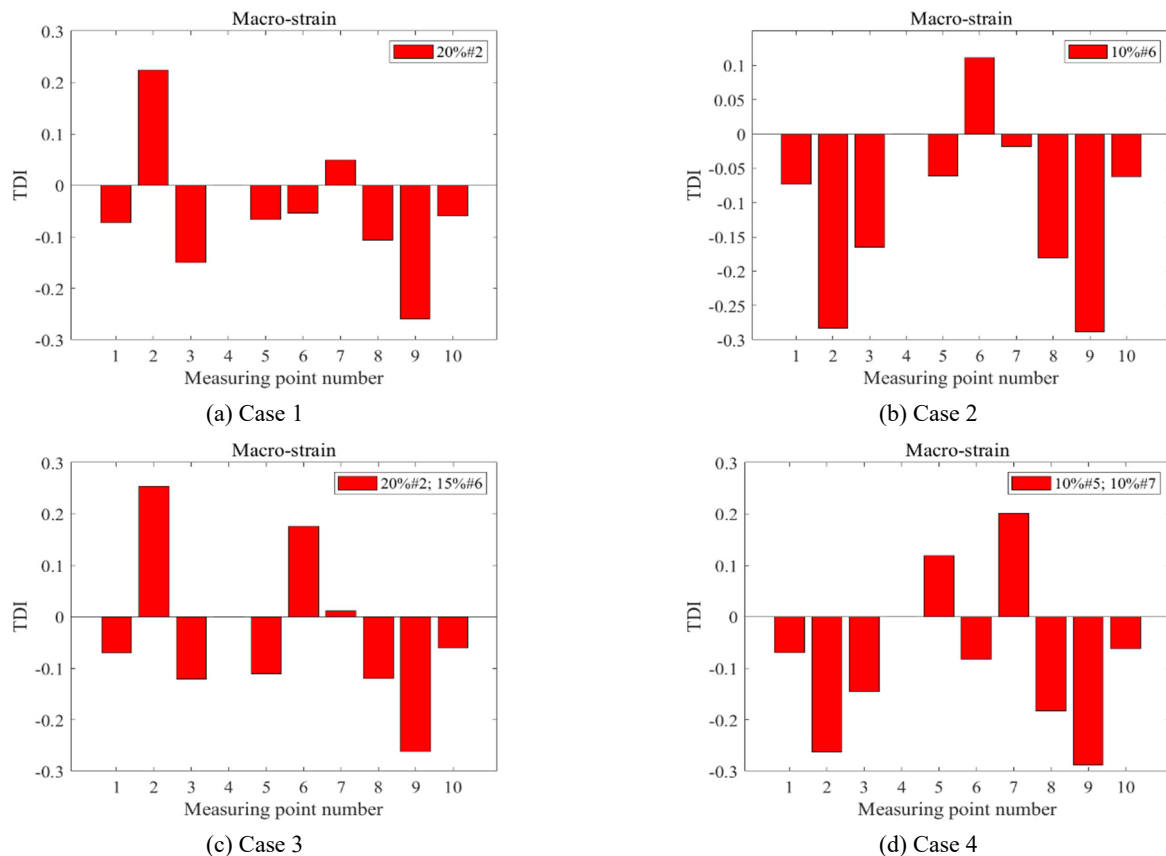 Macro-strain
0.3
0.2
0.1
0
-0.1
-0.2
-0.3
TDI
20%#2
1 2 3 4 5 6 7 8 9 10
Measuring point number
(a) Case 1
Macro-strain
0.1
0.05
0
-0.05
-0.1
-0.15
-0.2
-0.25
-0.3
TDI
10%#6
1 2 3 4 5 6 7 8 9 10
Measuring point number
(b) Case 2
Macro-strain
0.3
0.2
0.1
0
-0.1
-0.2
-0.3
TDI
20%#2; 15%#6
1 2 3 4 5 6 7 8 9 10
Measuring point number
(c) Case 3
Macro-strain
0.3
0.2
0.1
0
-0.1
-0.2
-0.3
TDI
10%#5; 10%#7
1 2 3 4 5 6 7 8 9 10
Measuring point number
(d) Case 4